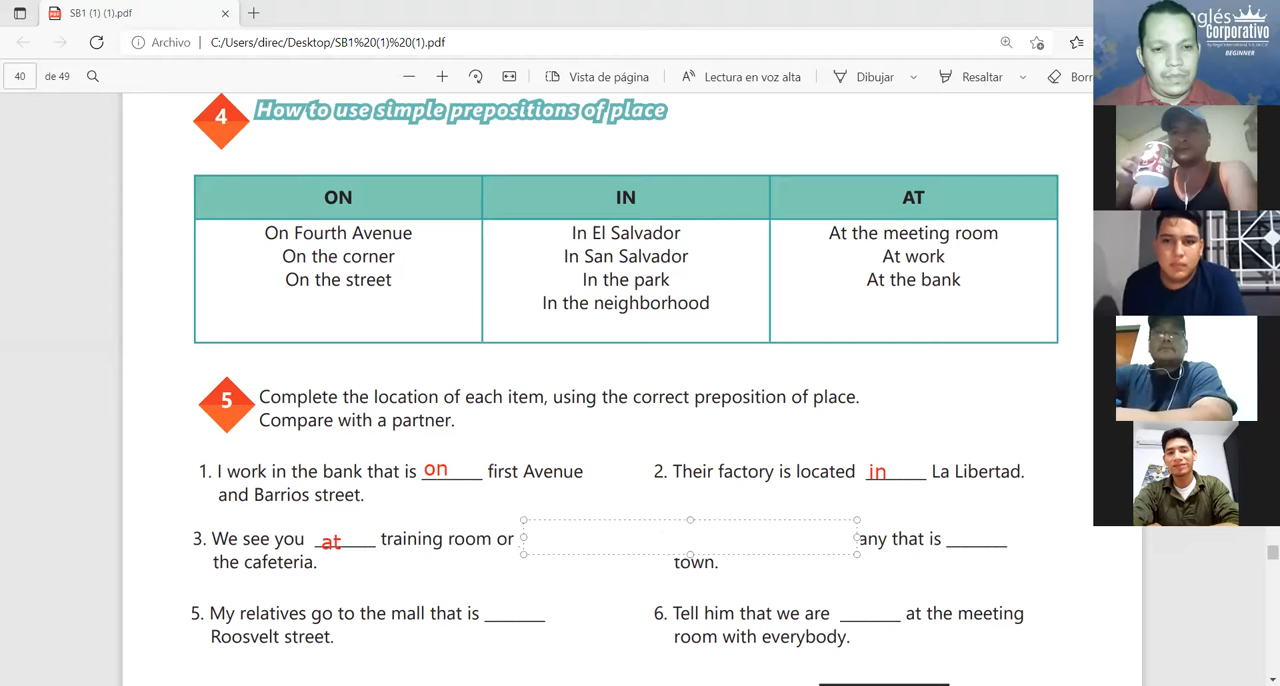 SB1 (1) (1).pdf
Archivo C:/Users/direc/Desktop/SB1%20(1)%20(1).pdf
40 de 49 Vista de página Lectura en voz alta Dibujar Resaltar Borr
4 How to use simple prepositions of place
ON IN AT
On Fourth Avenue In El Salvador At the meeting room
On the corner In San Salvador At work
On the street In the park At the bank
In the neighborhood
5 Complete the location of each item, using the correct preposition of place.
Compare with a partner.
1. I work in the bank that is on first Avenue
and Barrios street.
2. Their factory is located in La Libertad.
3. We see you at training room or
the cafeteria.
any that is
town.
5. My relatives go to the mall that is
Roosvelt street.
6. Tell him that we are at the meeting
room with everybody.
nglés
Corporativo
BEGINNER